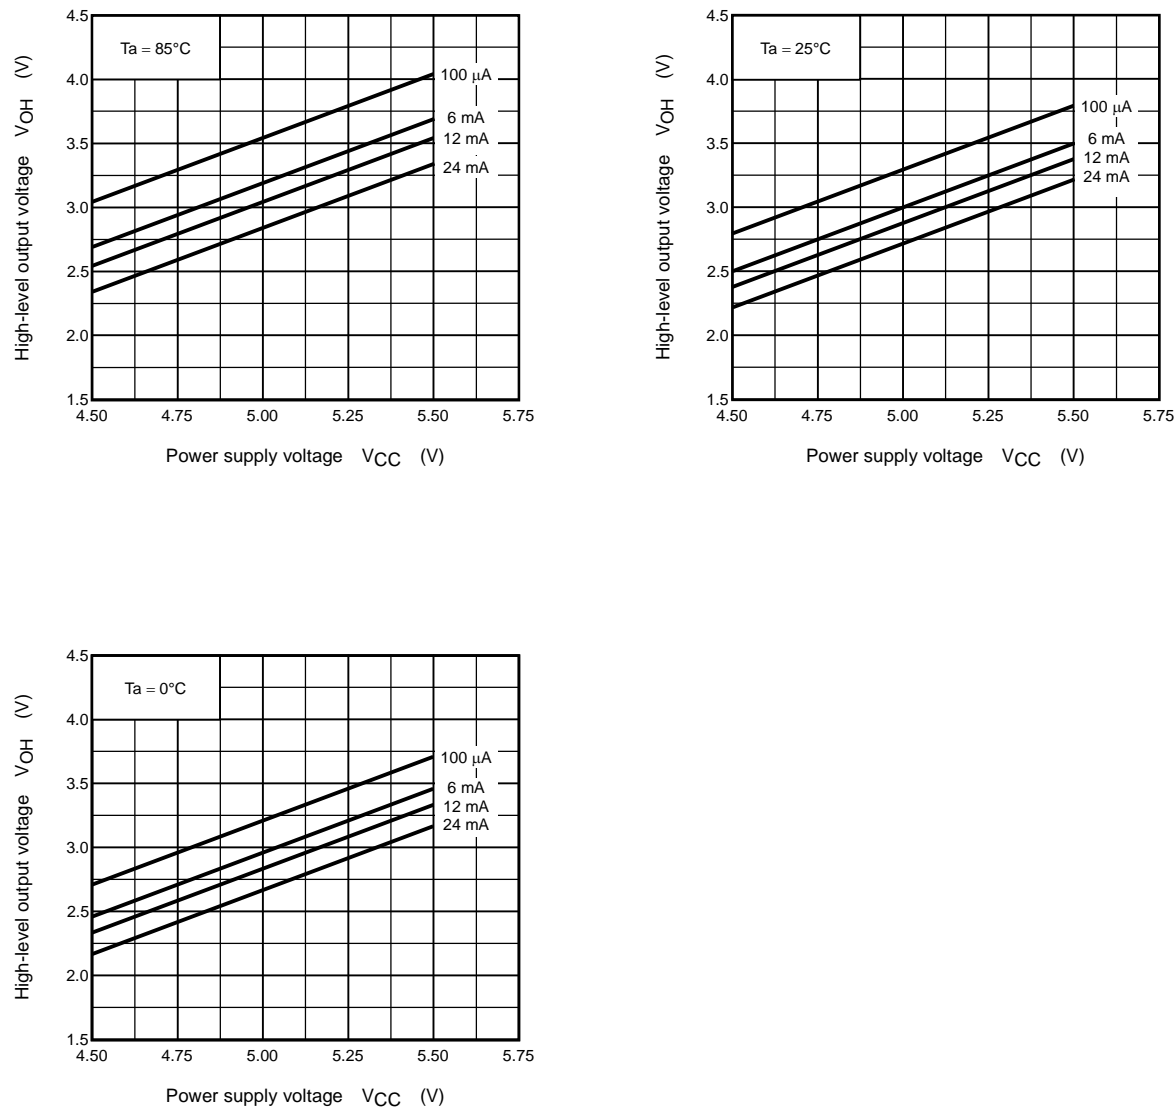 4.5
Ta = 85°C
4.0
3.5
3.0
2.5
2.0
1.5
100 μA
6 mA
12 mA
24 mA
4.50 4.75 5.00 5.25 5.50 5.75
High-level output voltage VOH (V)
Power supply voltage VCC (V)
4.5
Ta = 25°C
4.0
3.5
3.0
2.5
2.0
1.5
100 μA
6 mA
12 mA
24 mA
4.50 4.75 5.00 5.25 5.50 5.75
High-level output voltage VOH (V)
Power supply voltage VCC (V)
4.5
Ta = 0°C
4.0
3.5
3.0
2.5
2.0
1.5
100 μA
6 mA
12 mA
24 mA
4.50 4.75 5.00 5.25 5.50 5.75
High-level output voltage VOH (V)
Power supply voltage VCC (V)